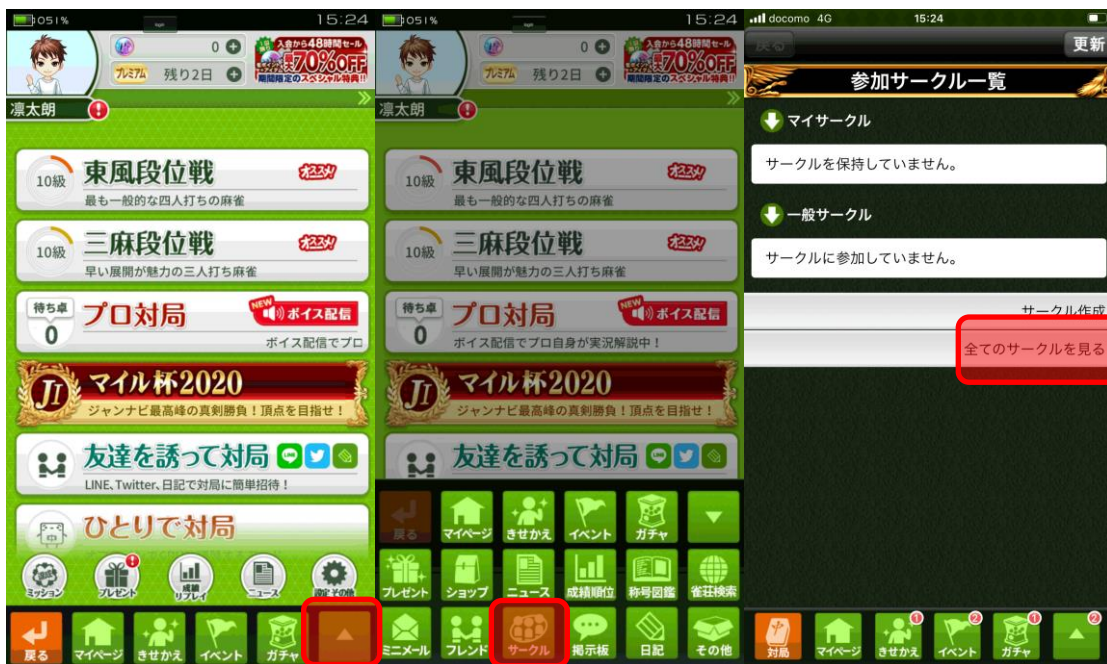 051%
15:24
0
プレミアム 残り2日
入会から48時間セール
最大70%OFF
期間限定のスペシャル特典!!
凛太朗
10級
東風段位戦
オススメ
最も一般的な四人打ちの麻雀
10級
三麻段位戦
オススメ
早い展開が魅力の三人打ち麻雀
待ち卓
0
プロ対局
NEW
ボイス配信
ボイス配信でプロ
JI
マイル杯2020
ジャンナビ最高峰の真剣勝負!頂点を目指せ!
友達を誘って対局
LINE、Twitter、日記で対局に簡単招待!
ひとりで対局
ミッション
プレゼント
成績リプレイ
ニュース
設定 その他
戻る
マイページ
きせかえ
イベント
ガチャ
051%
15:24
0
プレミアム 残り2日
入会から48時間セール
最大70%OFF
期間限定のスペシャル特典!!
凛太朗
10級
東風段位戦
オススメ
最も一般的な四人打ちの麻雀
10級
三麻段位戦
オススメ
早い展開が魅力の三人打ち麻雀
待ち卓
0
プロ対局
NEW
ボイス配信
ボイス配信でプロ自身が実況解説中!
JI
マイル杯2020
ジャンナビ最高峰の真剣勝負!頂点を目指せ!
友達を誘って対局
戻る
マイページ
きせかえ
イベント
ガチャ
プレゼント
ショップ
ニュース
成績順位
称号図鑑
雀荘検索
ミニメール
フレンド
サークル
掲示板
日記
その他
docomo 4G
15:24
戻る
更新
参加サークル一覧
マイサークル
サークルを保持していません。
一般サークル
サークルに参加していません。
サークル作成
全てのサークルを見る
対局
マイページ
1
きせかえ
2
イベント
1
ガチャ
2